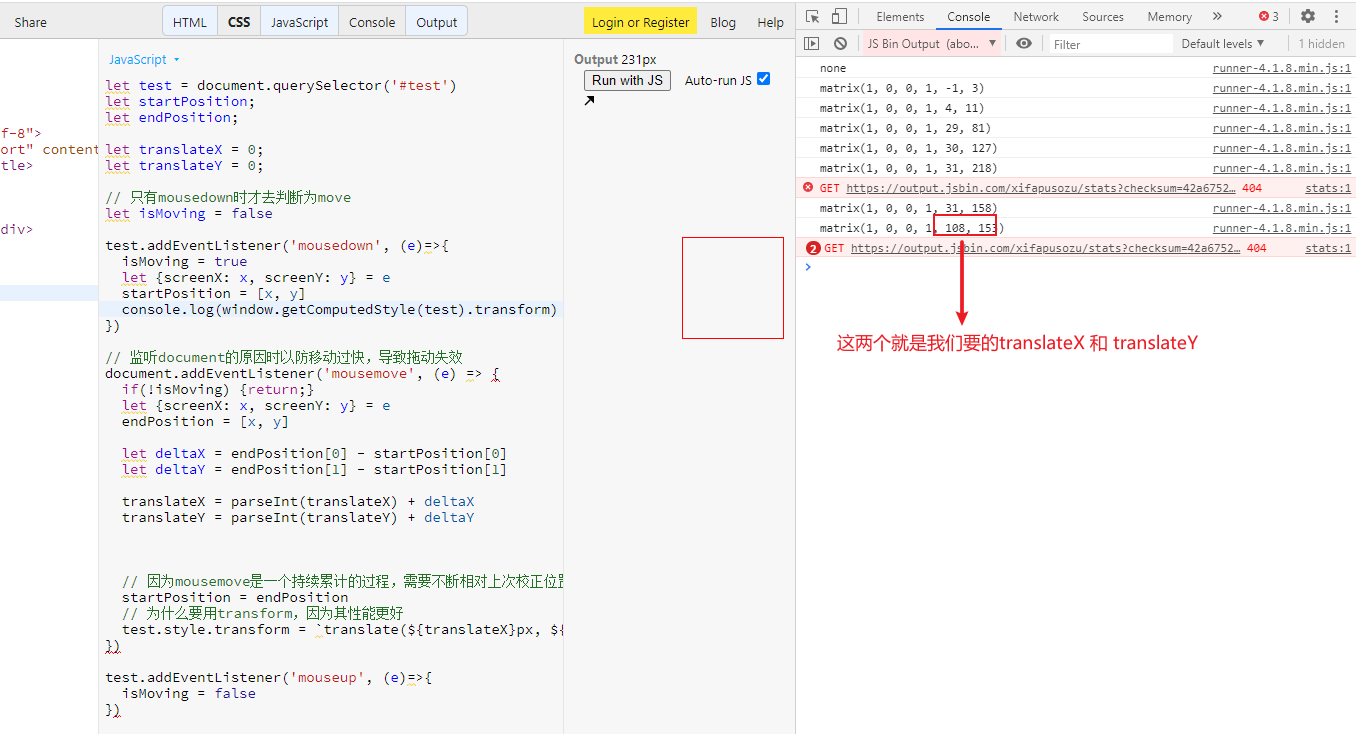 Share
HTML
CSS
JavaScript
Console
Output
Login or Register
Blog
Help
f-8">
ort" content
tle>
div>
JavaScript
let test = document.querySelector('#test')
let startPosition;
let endPosition;
let translateX = 0;
let translateY = 0;
// 只有mousedown时才去判断为move
let isMoving = false
test.addEventListener('mousedown', (e)=>{
isMoving = true
let {screenX: x, screenY: y} = e
startPosition = [x, y]
console.log(window.getComputedStyle(test).transform)
})
// 监听document的原因时以防移动过快，导致拖动失效
document.addEventListener('mousemove', (e) => {
if(!isMoving) {return;}
let {screenX: x, screenY: y} = e
endPosition = [x, y]
let deltaX = endPosition[0] - startPosition[0]
let deltaY = endPosition[1] - startPosition[1]
translateX = parseInt(translateX) + deltaX
translateY = parseInt(translateY) + deltaY
// 因为mousemove是一个持续累计的过程，需要不断相对上次校正位置
startPosition = endPosition
// 为什么要用transform，因为其性能更好
test.style.transform = `translate(${translateX}px, ${
})
test.addEventListener('mouseup', (e)=>{
isMoving = false
})
Output 231px
Run with JS
Auto-run JS
Elements
Console
Network
Sources
Memory
3
JS Bin Output (abo…
Filter
Default levels
1 hidden
none runner-4.1.8.min.js:1
matrix(1, 0, 0, 1, -1, 3) runner-4.1.8.min.js:1
matrix(1, 0, 0, 1, 4, 11) runner-4.1.8.min.js:1
matrix(1, 0, 0, 1, 29, 81) runner-4.1.8.min.js:1
matrix(1, 0, 0, 1, 30, 127) runner-4.1.8.min.js:1
matrix(1, 0, 0, 1, 31, 218) runner-4.1.8.min.js:1
GET https://output.jsbin.com/xifapusozu/stats?checksum=42a6752… 404 stats:1
matrix(1, 0, 0, 1, 31, 158) runner-4.1.8.min.js:1
matrix(1, 0, 0, 1, 108, 153) runner-4.1.8.min.js:1
2 GET https://output.jsbin.com/xifapusozu/stats?checksum=42a6752… 404 stats:1
这两个就是我们要的translateX 和 translateY